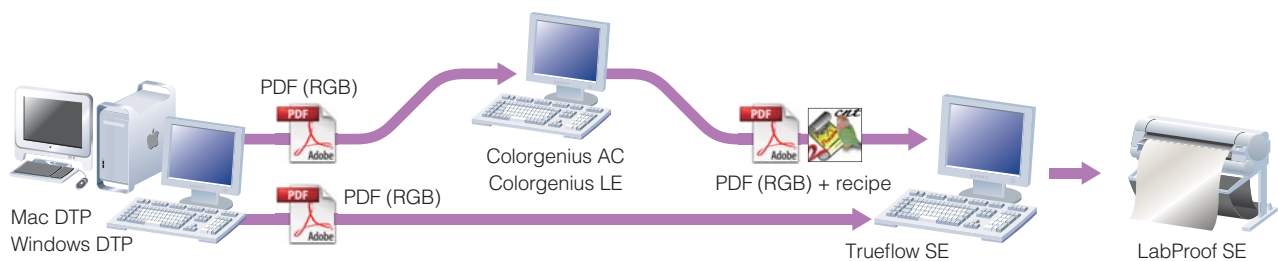 PDF (RGB)
PDF
Adobe
Colorgenius AC
Colorgenius LE
PDF
Adobe
PDF (RGB) + recipe
Mac DTP
Windows DTP
PDF
Adobe
PDF (RGB)
Trueflow SE
LabProof SE